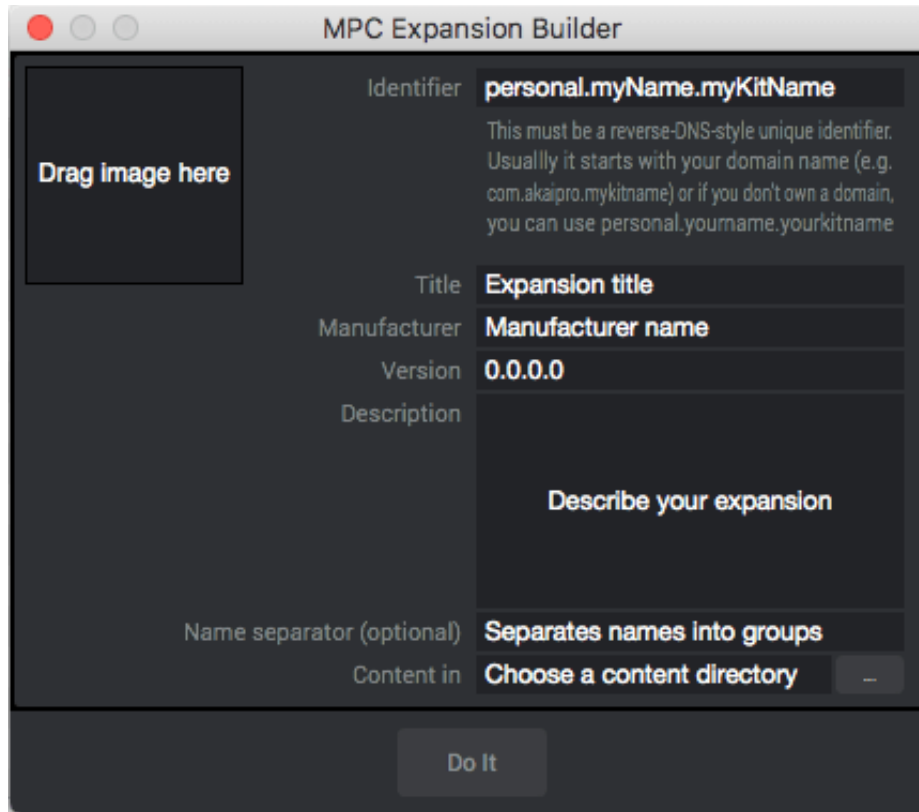 MPC Expansion Builder
Drag image here
Identifier personal.myName.myKitName
This must be a reverse-DNS-style unique identifier.
Usuallly it starts with your domain name (e.g.
com.akaipro.mykitname) or if you don't own a domain,
you can use personal.yourname.yourkitname
Title Expansion title
Manufacturer Manufacturer name
Version 0.0.0.0
Description
Describe your expansion
Name separator (optional) Separates names into groups
Content in Choose a content directory ...
Do It